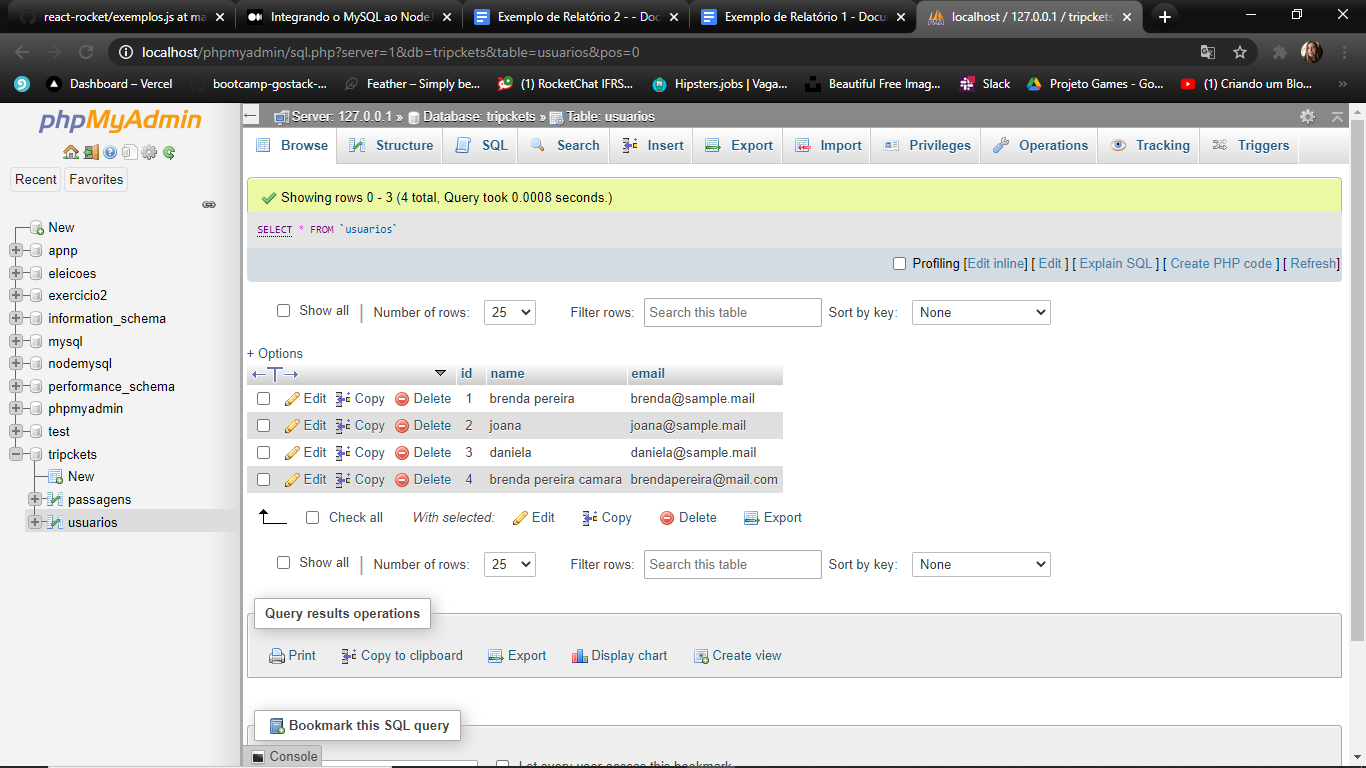 react-rocket/exemplos.js at ma
Integrando o MySQL ao NodeJ
Exemplo de Relatório 2 - - Doc
Exemplo de Relatório 1 - Docu
localhost / 127.0.0.1 / tripckets
localhost/phpmyadmin/sql.php?server=1&db=tripckets&table=usuarios&pos=0
Dashboard – Vercel
bootcamp-gostack-...
Feather – Simply be...
(1) RocketChat IFRS...
Hipsters.jobs | Vaga...
Beautiful Free Imag...
Slack
Projeto Games - Go...
(1) Criando um Blo...
»
phpMyAdmin
Recent
Favorites
New
apnp
eleicoes
exercicio2
information_schema
mysql
nodemysql
performance_schema
phpmyadmin
test
tripckets
New
passagens
usuarios
Server: 127.0.0.1 » Database: tripckets » Table: usuarios
Browse Structure SQL Search Insert Export Import Privileges Operations Tracking Triggers
Showing rows 0 - 3 (4 total, Query took 0.0008 seconds.)
SELECT * FROM `usuarios`
Profiling [Edit inline] [ Edit ] [ Explain SQL ] [ Create PHP code ] [ Refresh]
Show all | Number of rows: 25 Filter rows: Search this table Sort by key: None
+ Options
←T→ id name email
Edit Copy Delete 1 brenda pereira brenda@sample.mail
Edit Copy Delete 2 joana joana@sample.mail
Edit Copy Delete 3 daniela daniela@sample.mail
Edit Copy Delete 4 brenda pereira camara brendapereira@mail.com
Check all With selected: Edit Copy Delete Export
Show all | Number of rows: 25 Filter rows: Search this table Sort by key: None
Query results operations
Print Copy to clipboard Export Display chart Create view
Bookmark this SQL query
Console
Let every user access this bookmark